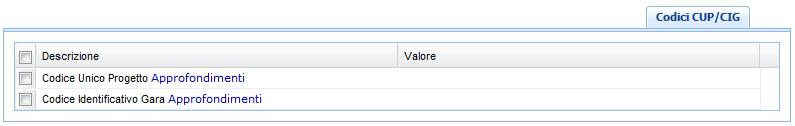 Codici CUP/CIG
Descrizione Valore
Codice Unico Progetto Approfondimenti
Codice Identificativo Gara Approfondimenti